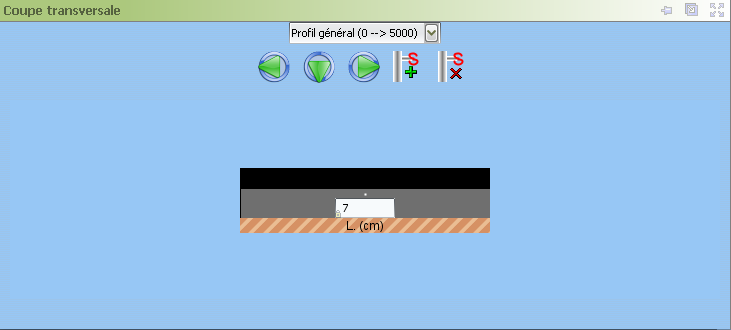 Coupe transversale
Profil général (0 --> 5000)
S S
7
L. (cm)